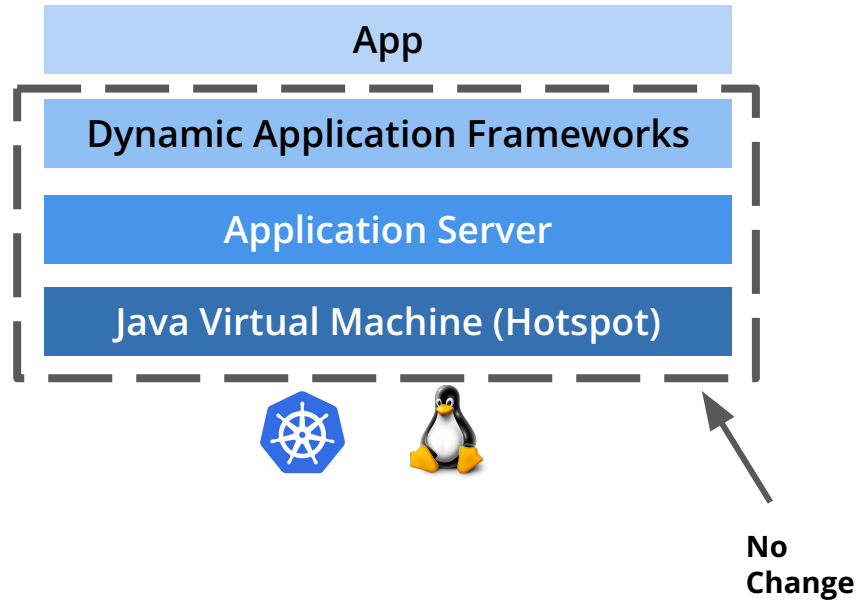 App
Dynamic Application Frameworks
Application Server
Java Virtual Machine (Hotspot)
No
Change